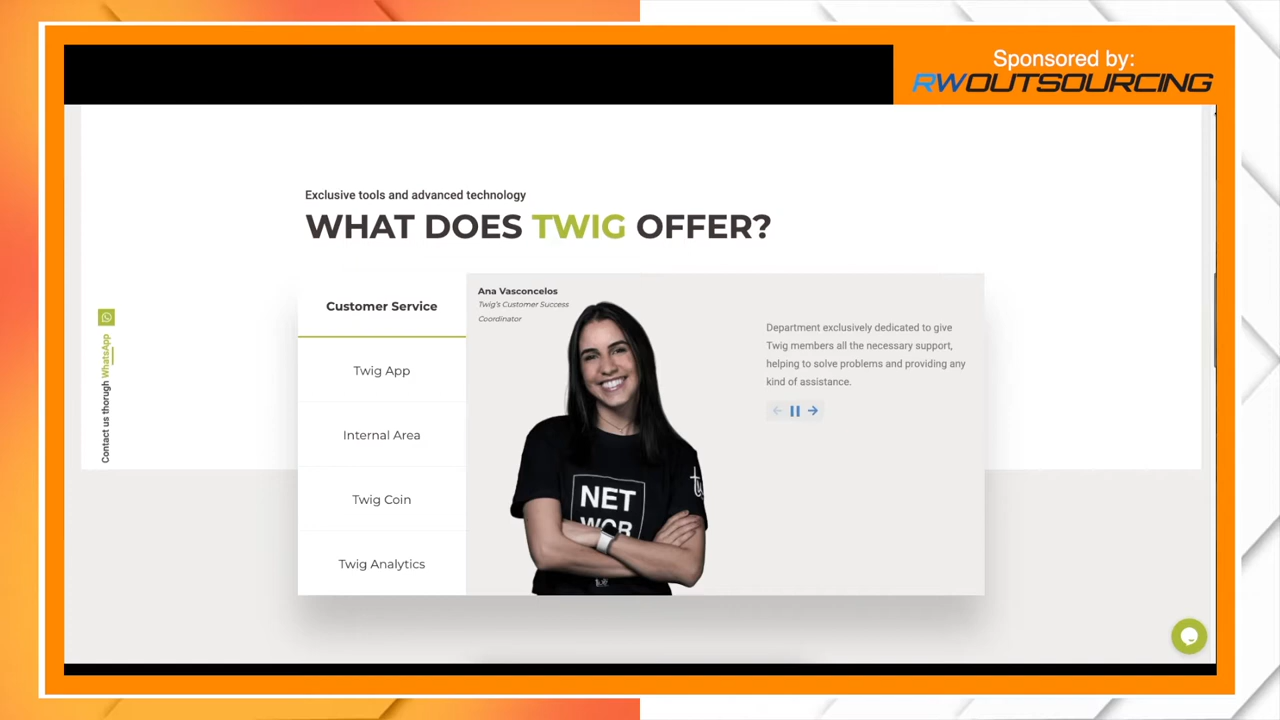 Sponsored by:
RWOUTSOURCING
Exclusive tools and advanced technology
WHAT DOES TWIG OFFER?
Customer Service
Twig App
Internal Area
Twig Coin
Twig Analytics
Ana Vasconcelos
Twig's Customer Success
Coordinator
NET
WOR
Department exclusively dedicated to give
Twig members all the necessary support,
helping to solve problems and providing any
kind of assistance.
Contact us thorugh WhatsApp